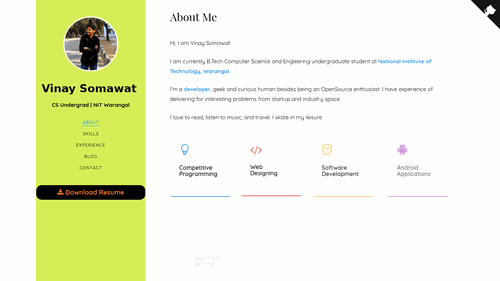 Vinay Somawat
CS Undergrad | NIT Warangal
ABOUT
SKILLS
EXPERIENCE
BLOG
CONTACT
Download Resume
About Me
Hi, I am Vinay Somawat
I am currently B.Tech Computer Science and Engieering undergraduate student at National Institute of
Technology, Warangal.
I'm a developer, geek and curious human besides being an OpenSource enthusiast. I have experience of
delivering for interesting problems from startup and industry space.
I love to read, listen to music, and travel. I skate in my leisure.
Competitive
Programming
Web
Designing
Software
Development
Android
Applications